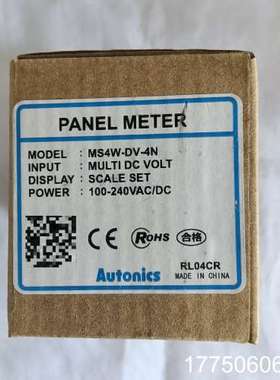 PANEL METER
MODEL : MS4W-DV-4N
INPUT : MULTI DC VOLT
DISPLAY : SCALE SET
POWER : 100-240VAC/DC
CE RoHS 合格
RL04CR
Autonics MADE IN CHINA
17750606